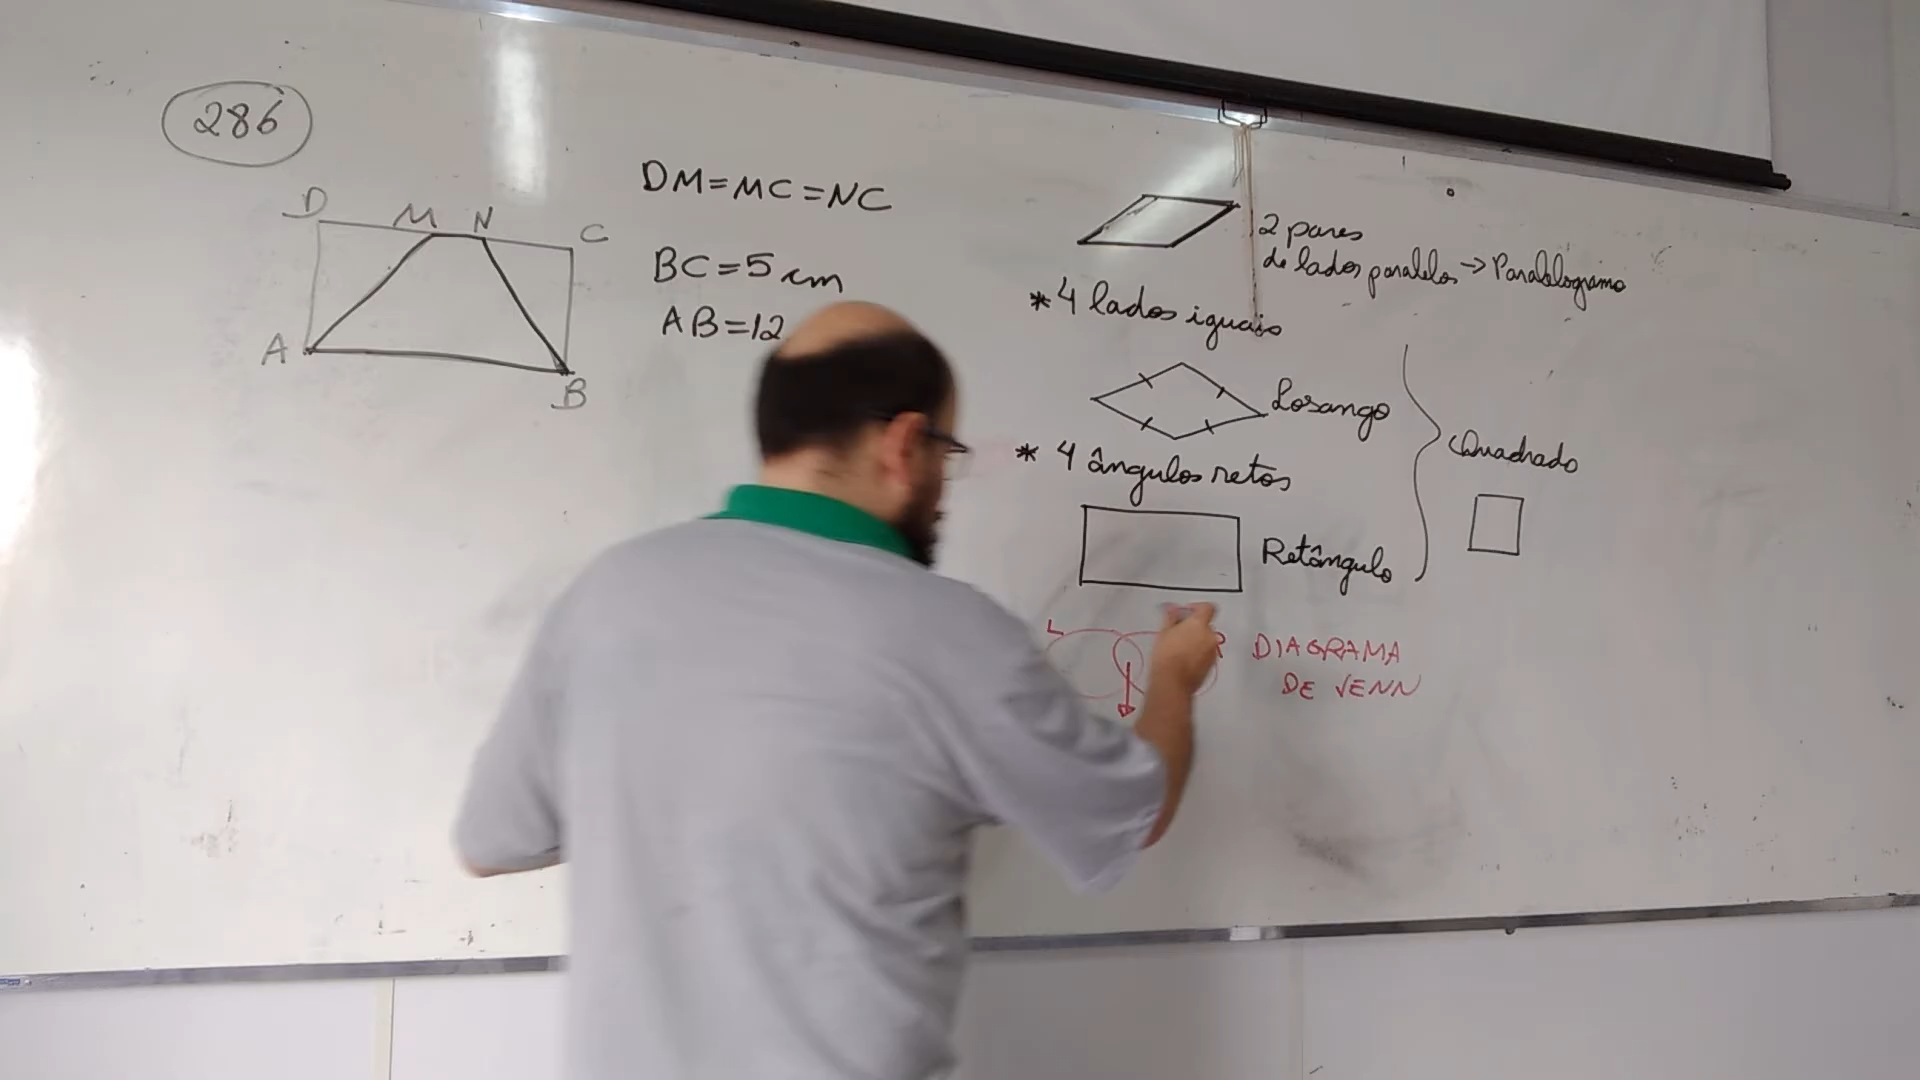 286
D M N C
A
B
DM=MC=NC
BC=5 cm
AB=12
2 pares
de lados paralelos → Paralelogramo
* 4 lados iguais
Losango
* 4 ângulos retos
Quadrado
Retângulo
L R DIAGRAMA
DE VENN